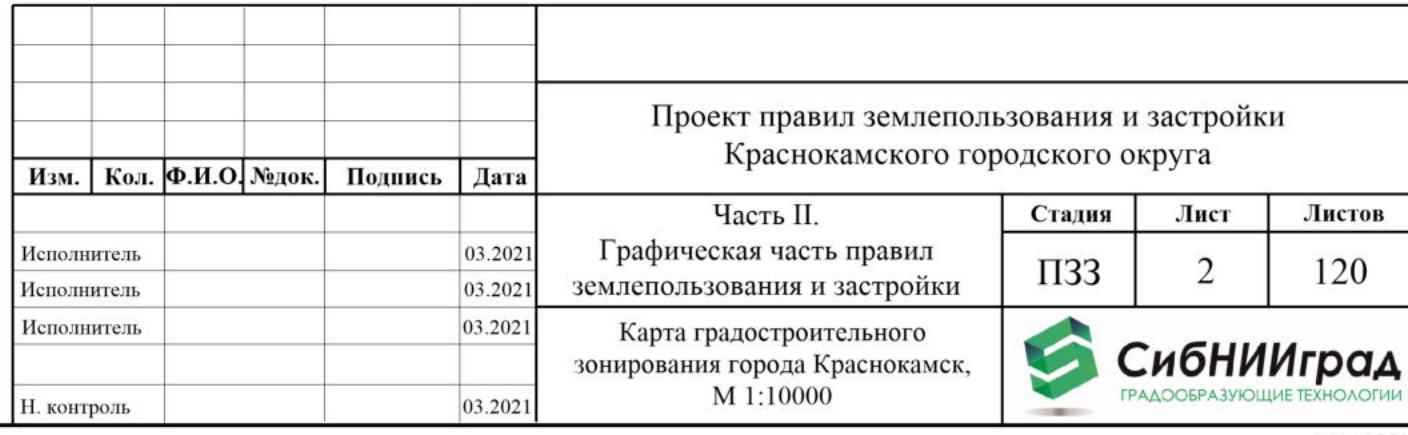 Проект правил землепользования и застройки
Краснокамского городского округа
Изм. Кол. Ф.И.О. №док. Подпись Дата
Часть II.
Графическая часть правил
землепользования и застройки
Стадия Лист Листов
ПЗЗ 2 120
Исполнитель 03.2021
Исполнитель 03.2021
Исполнитель 03.2021
Н. контроль 03.2021
Карта градостроительного
зонирования города Краснокамск,
М 1:10000
СибНИИград
ГРАДООБРАЗУЮЩИЕ ТЕХНОЛОГИИ